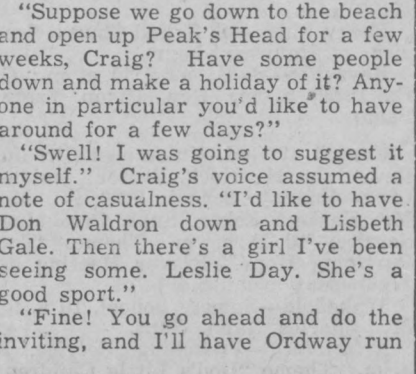 "Suppose we go down to the beach
and open up Peak's Head for a few
weeks, Craig? Have some people
down and make a holiday of it? Any-
one in particular you'd like to have
around for a few days?"
"Swell! I was going to suggest it
myself." Craig's voice assumed a
note of casualness. "I'd like to have
Don Waldron down and Lisbeth
Gale. Then there's a girl I've been
seeing some. Leslie Day. She's a
good sport."
"Fine! You go ahead and do the
inviting, and I'll have Ordway run